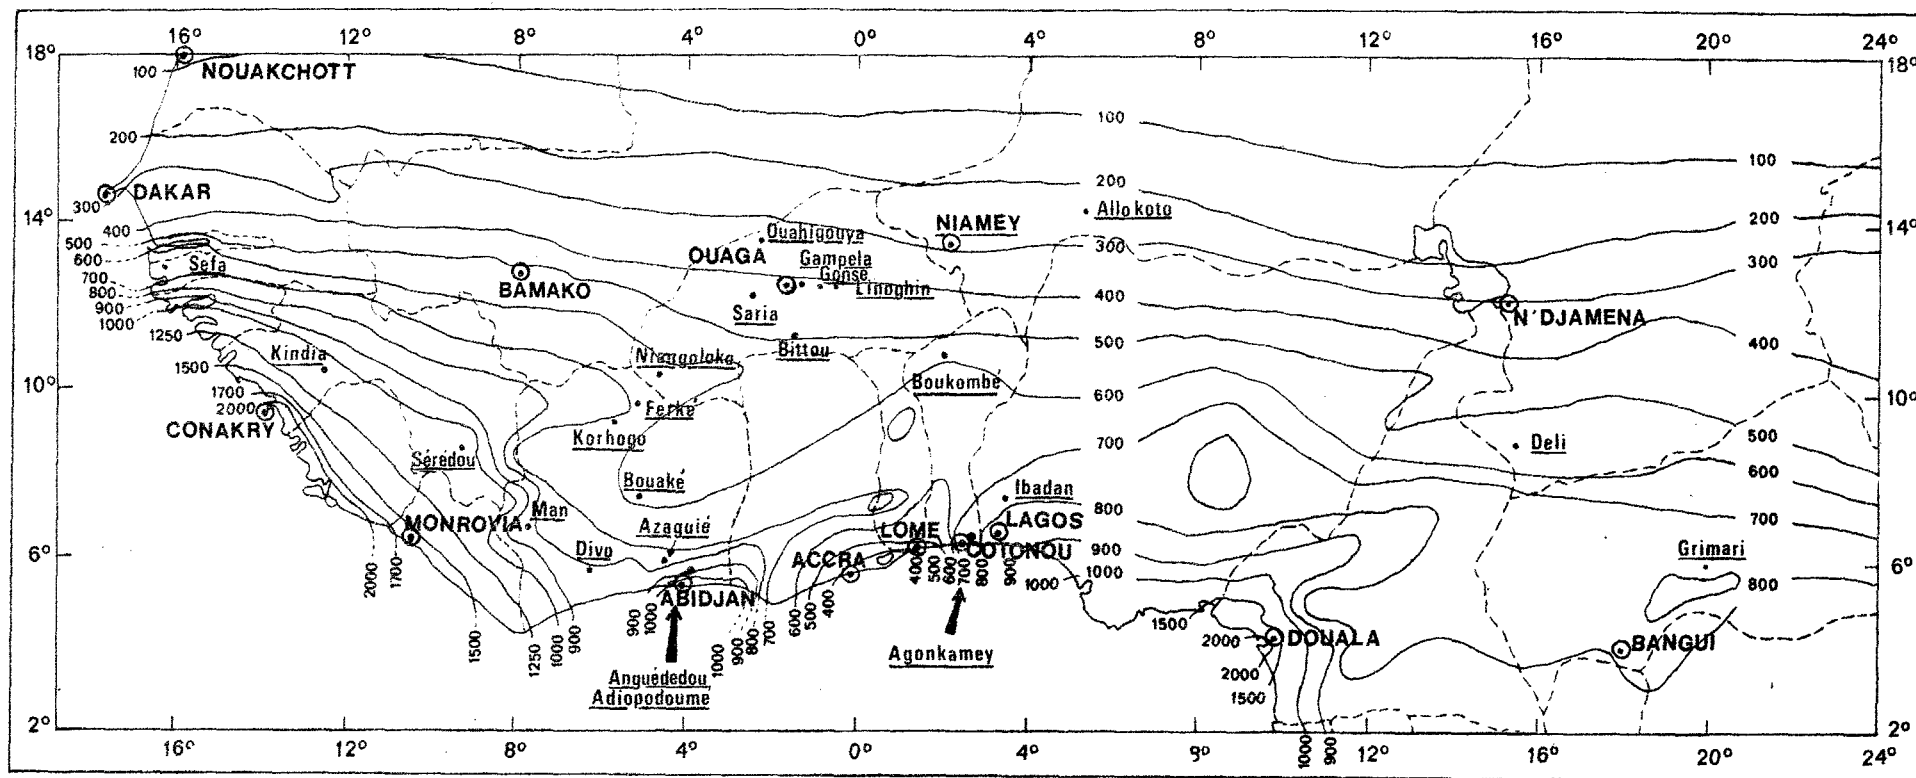 16° 12° 8° 4° 0° 4° 8° 12° 16° 20° 24°
18° 18°
NOUAKCHOTT
100
100
200
100
200
DAKAR
300
Allokoto
200
14° 14°
400
NIAMEY
Ouahigouya
500
OUAGA
300
600
Gampela
300
Sefa
Gonse
700
BAMAKO
Linoghin
400
800
900
Saria
N'DJAMENA
1000
1250
Bittou
500
400
Kindia
Niangoloko
1500
Boukombe
10° 10°
1700
600
2000
Ferke
CONAKRY
Korhogo
700
500
Deli
Sérédou
600
Bouaké
Ibadan
Man
MONROVIA
Azaguié
LOME
LAGOS
800
700
6° 6°
Divo
ACCRA
COTONOU
900
Grimari
1000
1000
800
ABIDJAN
2000
1700
1500
1250
1000
900
900
1000
1000
900
800
700
600
500
400
400
500
600
700
800
900
1500
2000
DOUALA
BANGUI
Agonkamey
2000
1500
Anguédedou,
Adiopodoume
1000
900
2° 2°
16° 12° 8° 4° 0° 4° 9° 12° 16° 20° 24°